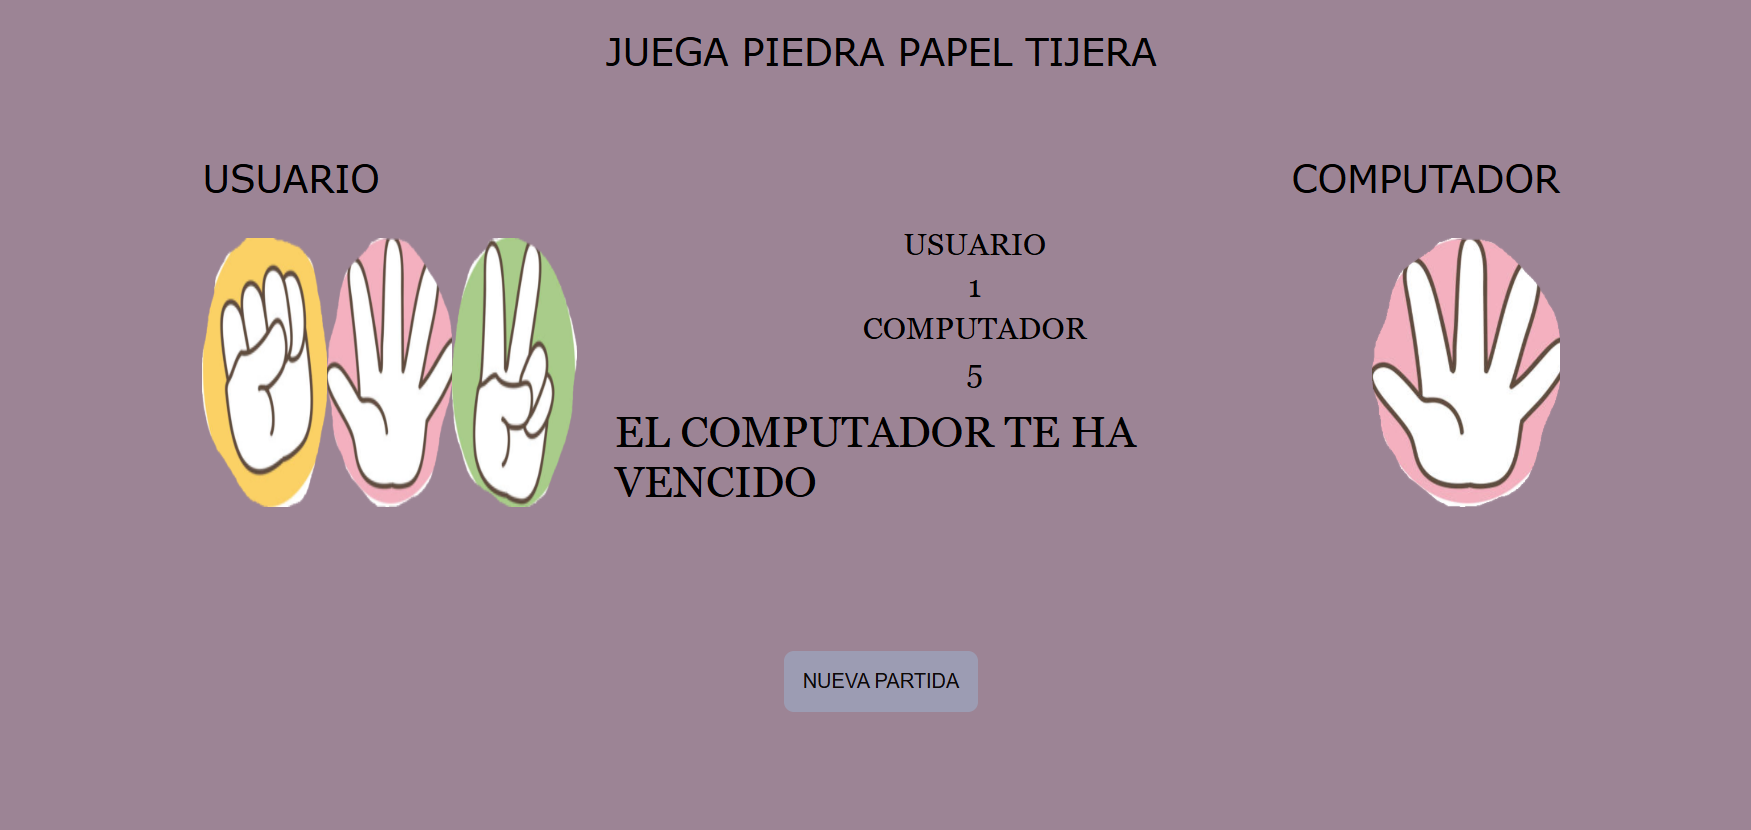 JUEGA PIEDRA PAPEL TIJERA
USUARIO
COMPUTADOR
USUARIO
1
COMPUTADOR
5
EL COMPUTADOR TE HA
VENCIDO
NUEVA PARTIDA